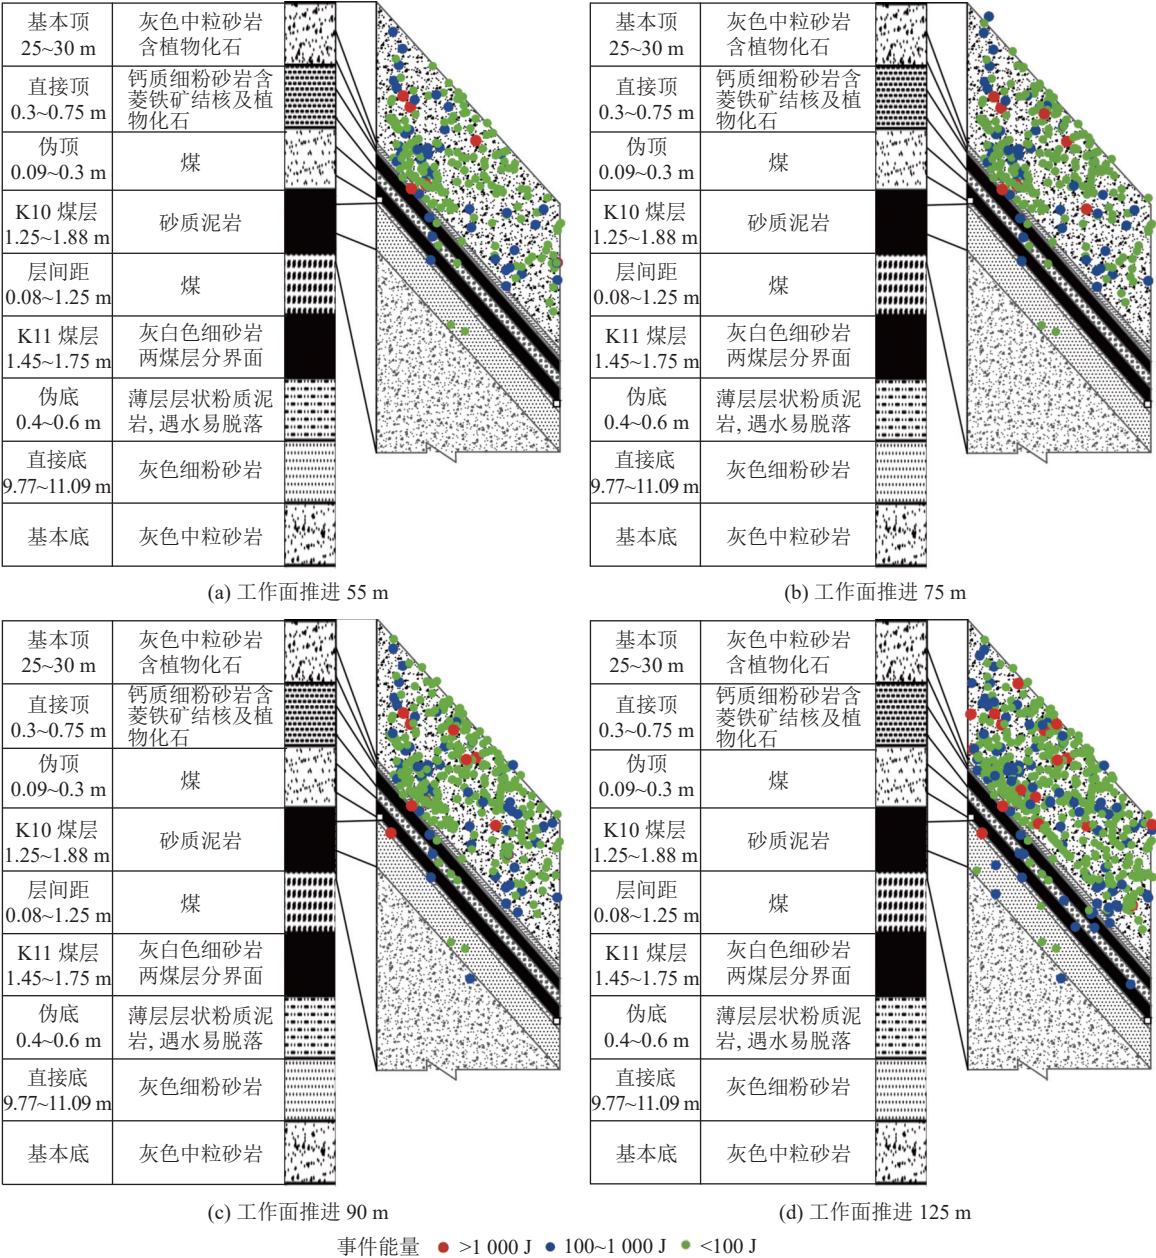 基本顶
25~30 m
灰色中粒砂岩
含植物化石
直接顶
0.3~0.75 m
钙质细粉砂岩含
菱铁矿结核及植
物化石
伪顶
0.09~0.3 m
煤
K10 煤层
1.25~1.88 m
砂质泥岩
层间距
0.08~1.25 m
煤
K11 煤层
1.45~1.75 m
灰白色细砂岩
两煤层分界面
伪底
0.4~0.6 m
薄层层状粉质泥
岩, 遇水易脱落
直接底
9.77~11.09 m
灰色细粉砂岩
基本底
灰色中粒砂岩
(a) 工作面推进 55 m
基本顶
25~30 m
灰色中粒砂岩
含植物化石
直接顶
0.3~0.75 m
钙质细粉砂岩含
菱铁矿结核及植
物化石
伪顶
0.09~0.3 m
煤
K10 煤层
1.25~1.88 m
砂质泥岩
层间距
0.08~1.25 m
煤
K11 煤层
1.45~1.75 m
灰白色细砂岩
两煤层分界面
伪底
0.4~0.6 m
薄层层状粉质泥
岩, 遇水易脱落
直接底
9.77~11.09 m
灰色细粉砂岩
基本底
灰色中粒砂岩
(b) 工作面推进 75 m
基本顶
25~30 m
灰色中粒砂岩
含植物化石
直接顶
0.3~0.75 m
钙质细粉砂岩含
菱铁矿结核及植
物化石
伪顶
0.09~0.3 m
煤
K10 煤层
1.25~1.88 m
砂质泥岩
层间距
0.08~1.25 m
煤
K11 煤层
1.45~1.75 m
灰白色细砂岩
两煤层分界面
伪底
0.4~0.6 m
薄层层状粉质泥
岩, 遇水易脱落
直接底
9.77~11.09 m
灰色细粉砂岩
基本底
灰色中粒砂岩
(c) 工作面推进 90 m
基本顶
25~30 m
灰色中粒砂岩
含植物化石
直接顶
0.3~0.75 m
钙质细粉砂岩含
菱铁矿结核及植
物化石
伪顶
0.09~0.3 m
煤
K10 煤层
1.25~1.88 m
砂质泥岩
层间距
0.08~1.25 m
煤
K11 煤层
1.45~1.75 m
灰白色细砂岩
两煤层分界面
伪底
0.4~0.6 m
薄层层状粉质泥
岩, 遇水易脱落
直接底
9.77~11.09 m
灰色细粉砂岩
基本底
灰色中粒砂岩
(d) 工作面推进 125 m
事件能量 >1 000 J 100~1 000 J <100 J